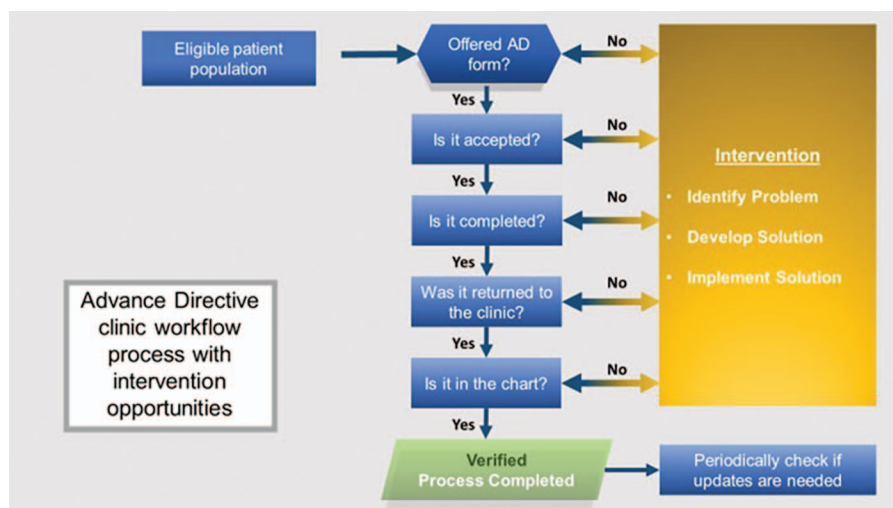 Eligible patient
population
Offered AD
form?
No
Yes
Is it accepted?
No
Yes
Is it completed?
No
Yes
Was it returned to
the clinic?
No
Yes
Is it in the chart?
No
Yes
Verified
Process Completed
Periodically check if
updates are needed
Intervention
• Identify Problem
• Develop Solution
• Implement Solution
Advance Directive
clinic workflow
process with
intervention
opportunities